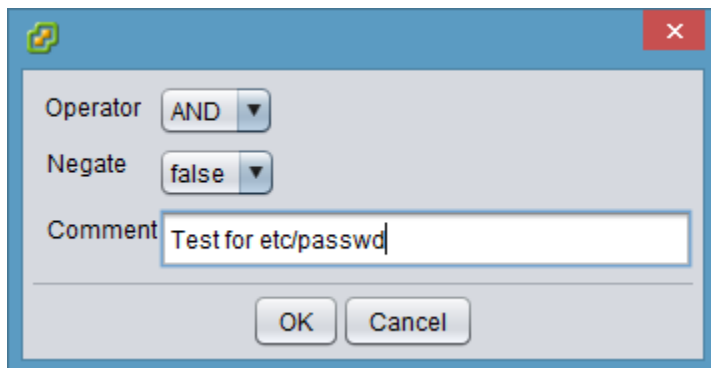 Operator AND
Negate false
Comment Test for etc/passwd
OK Cancel